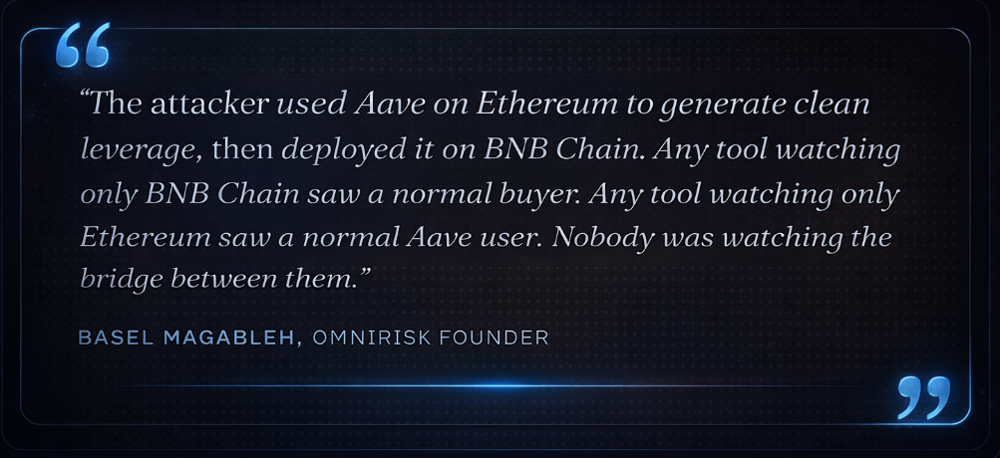 “The attacker used Aave on Ethereum to generate clean
leverage, then deployed it on BNB Chain. Any tool watching
only BNB Chain saw a normal buyer. Any tool watching only
Ethereum saw a normal Aave user. Nobody was watching the
bridge between them.”
BASEL MAGABLEH, OMNIRISK FOUNDER